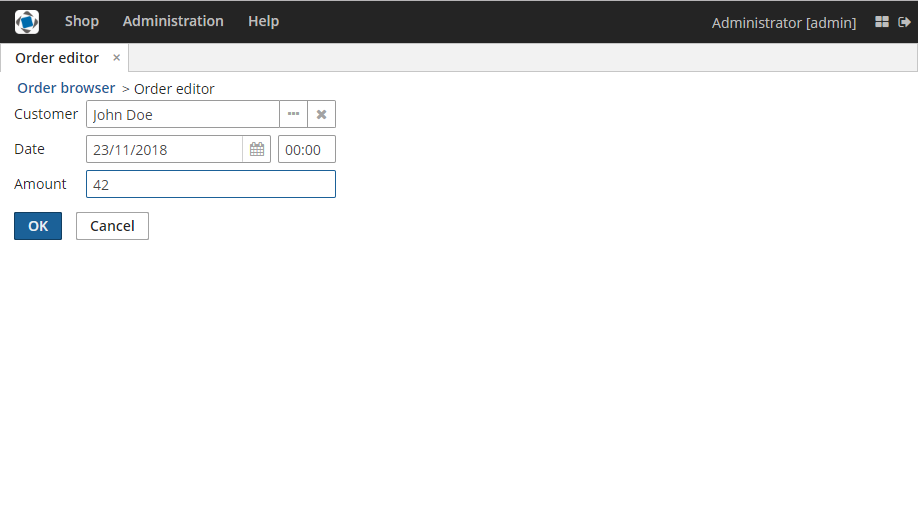 Shop Administration Help Administrator [admin]
Order editor ×
Order browser > Order editor
Customer John Doe
Date 23/11/2018 00:00
Amount 42
OK Cancel